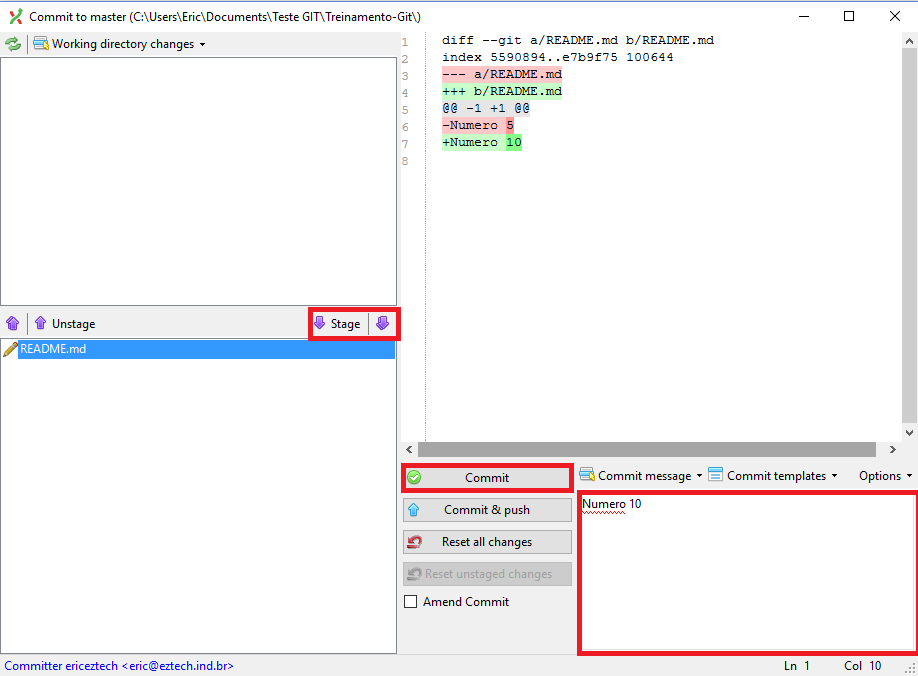 Commit to master (C:\Users\Eric\Documents\Teste GIT\Treinamento-Git\)
Working directory changes
1 diff --git a/README.md b/README.md
2 index 5590894..e7b9f75 100644
3 --- a/README.md
4 +++ b/README.md
5 @@ -1 +1 @@
6 -Numero 5
7 +Numero 10
8
Unstage Stage
README.md
Commit
Commit & push
Reset all changes
Reset unstaged changes
Amend Commit
Commit message Commit templates Options
Numero 10
Committer ericeztech <eric@eztech.ind.br> Ln 1 Col 10